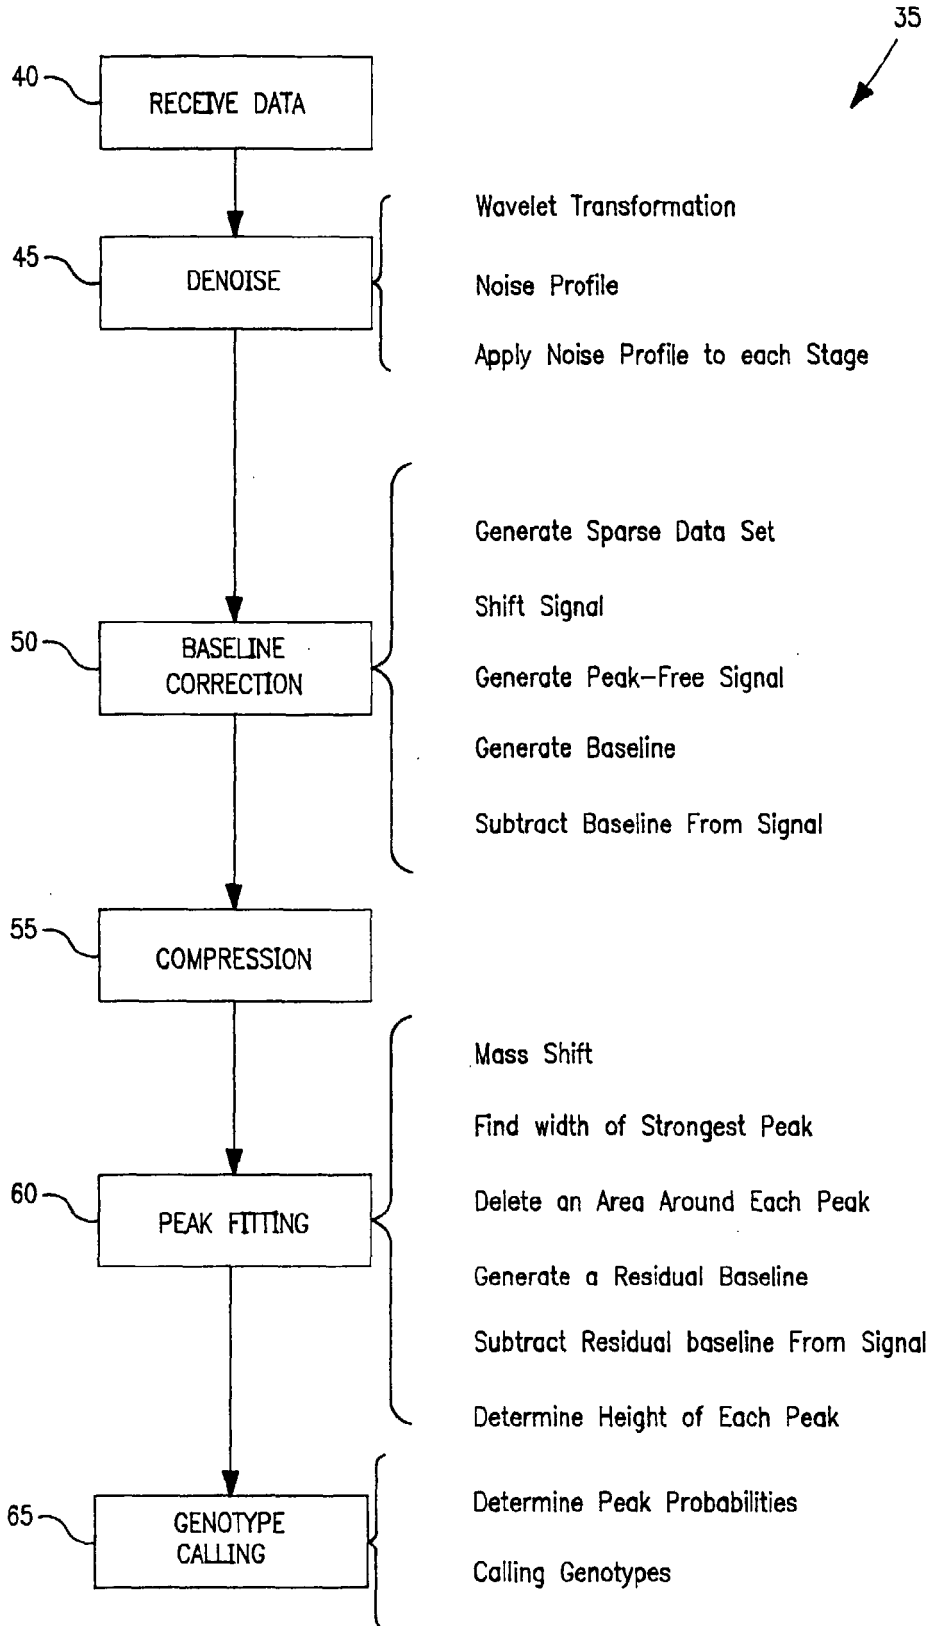 35
40
RECEIVE DATA
45
DENOISE
Wavelet Transformation
Noise Profile
Apply Noise Profile to each Stage
50
BASELINE
CORRECTION
Generate Sparse Data Set
Shift Signal
Generate Peak-Free Signal
Generate Baseline
Subtract Baseline From Signal
55
COMPRESSION
60
PEAK FITTING
Mass Shift
Find width of Strongest Peak
Delete an Area Around Each Peak
Generate a Residual Baseline
Subtract Residual baseline From Signal
Determine Height of Each Peak
65
GENOTYPE
CALLING
Determine Peak Probabilities
Calling Genotypes